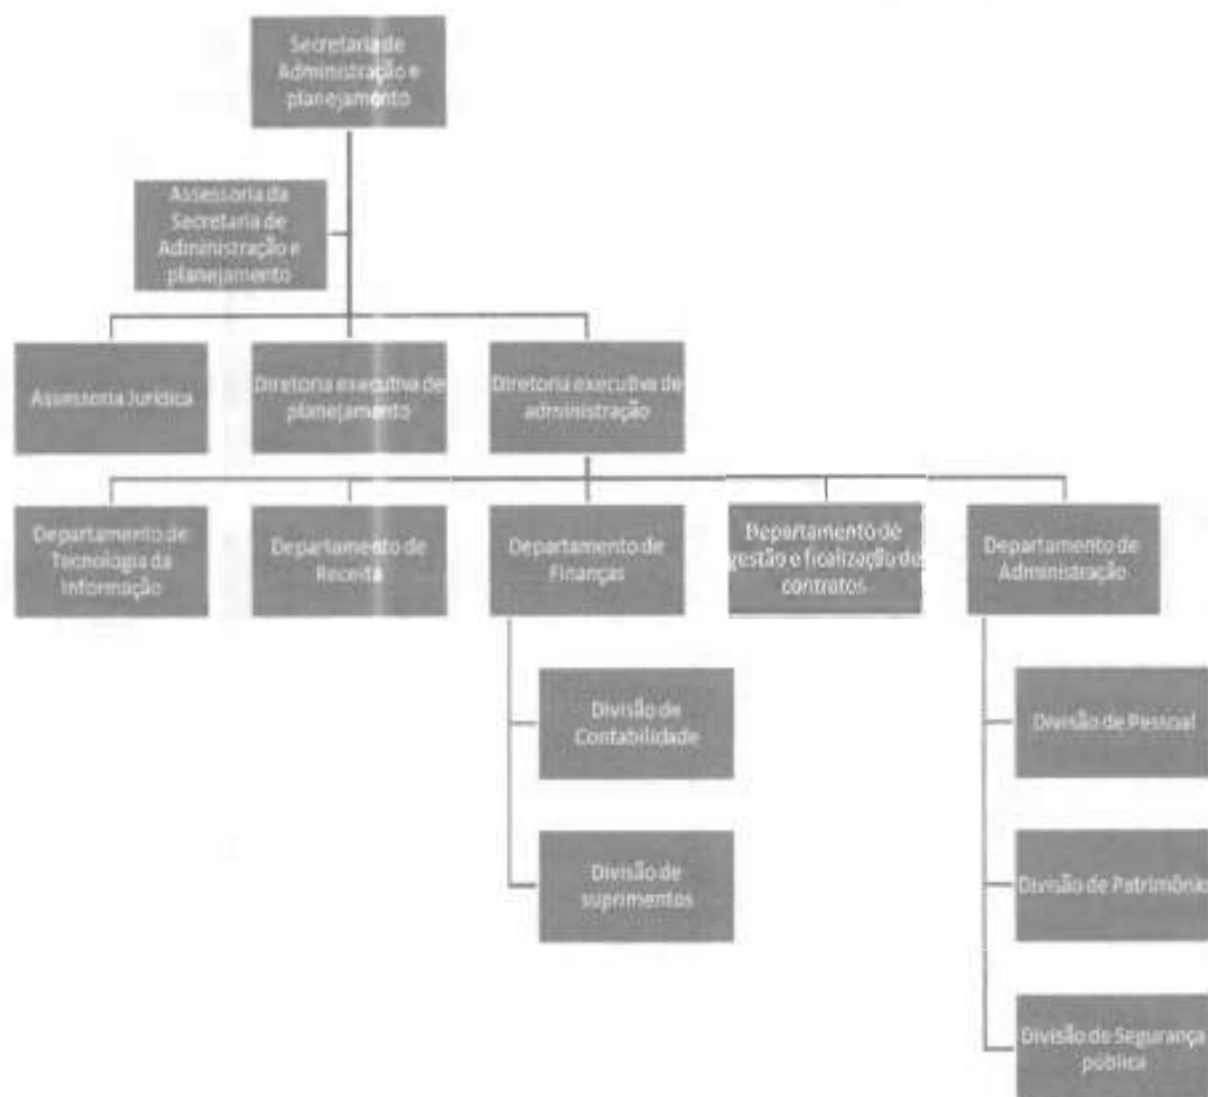 Secretaria de
Administração e
planejamento
Assessoria da
Secretaria de
Administração e
planejamento
Assessoria Jurídica
Diretoria executiva de
planejamento
Diretoria executiva de
administração
Departamento de
Tecnologia da
Informação
Departamento de
Receita
Departamento de
Finanças
Departamento de
gestão e ficalização de
contratos
Departamento de
Administração
Divisão de
Contabilidade
Divisão de Pessoal
Divisão de
suprimentos
Divisão de Patrimônio
Divisão de Segurança
pública